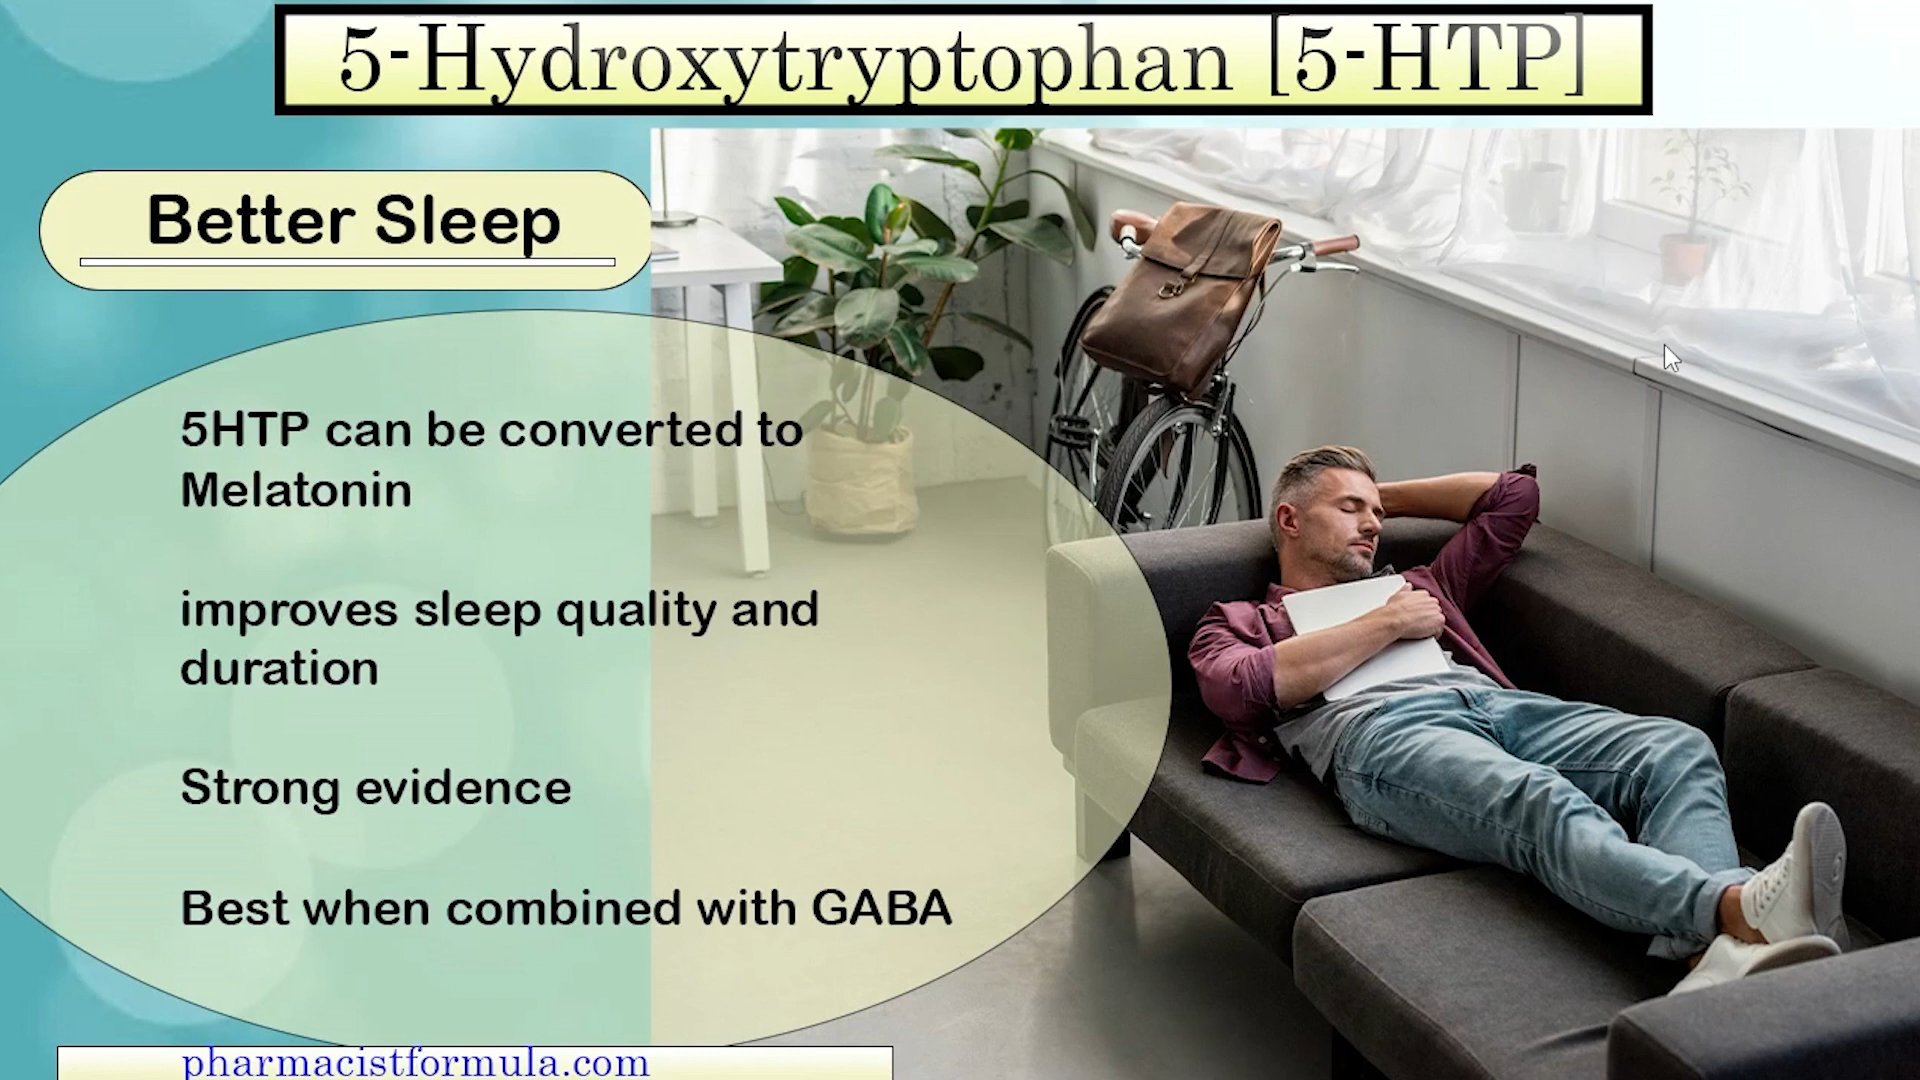 5-Hydroxytryptophan [5-HTP]
Better Sleep
5HTP can be converted to
Melatonin
improves sleep quality and
duration
Strong evidence
Best when combined with GABA
pharmacistformula.com